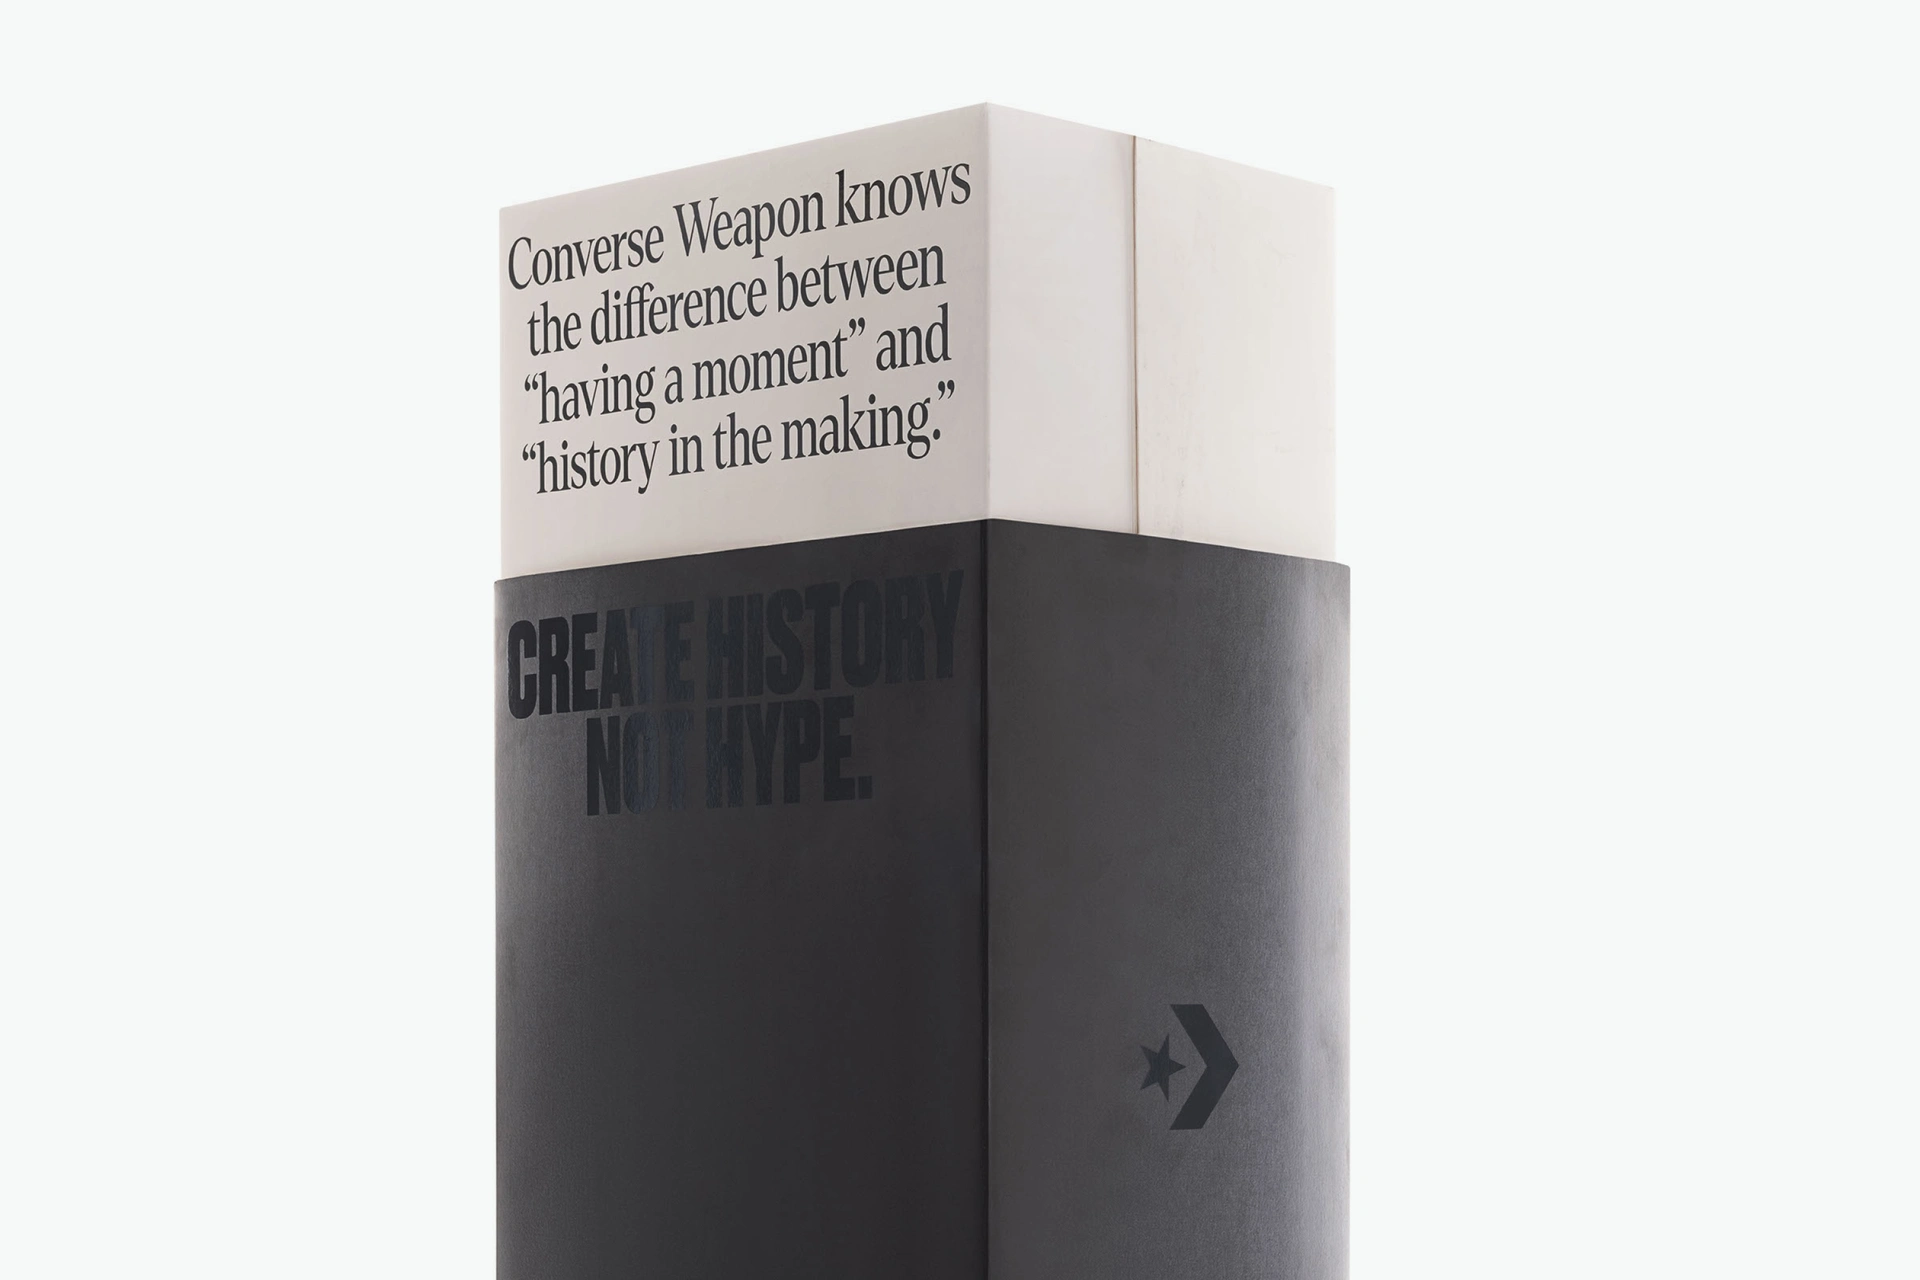 Converse Weapon knows
the difference between
“having a moment” and
“history in the making.”
CREATE HISTORY
NOT HYPE.